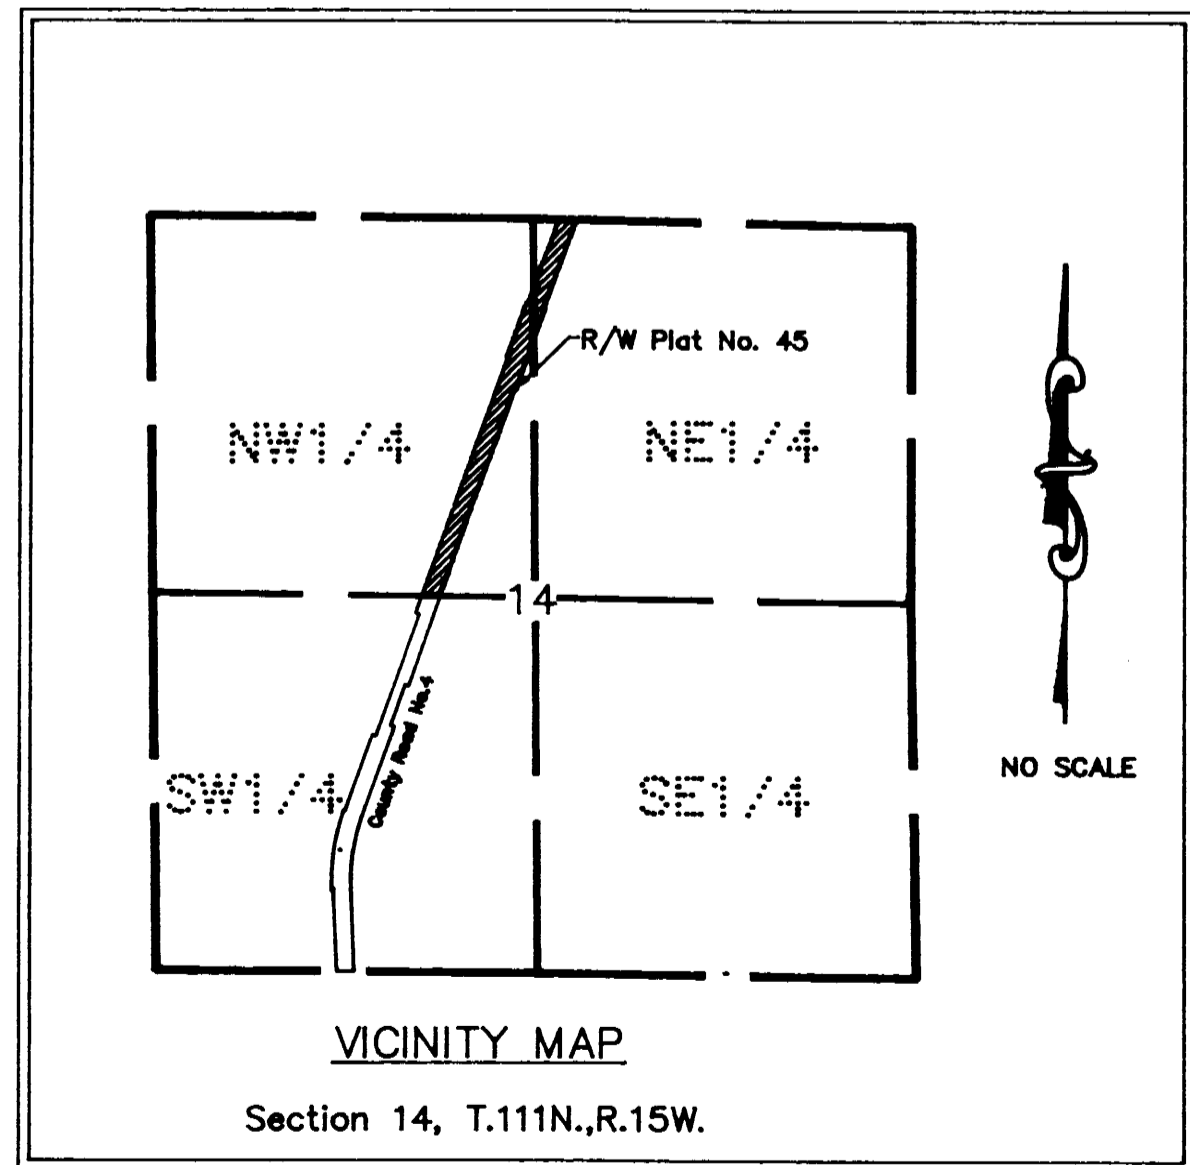 R/W Plat No. 45
NW1/4
NE1/4
14
County Road No.4
SW1/4
SE1/4
NO SCALE
VICINITY MAP
Section 14, T.111N.,R.15W.